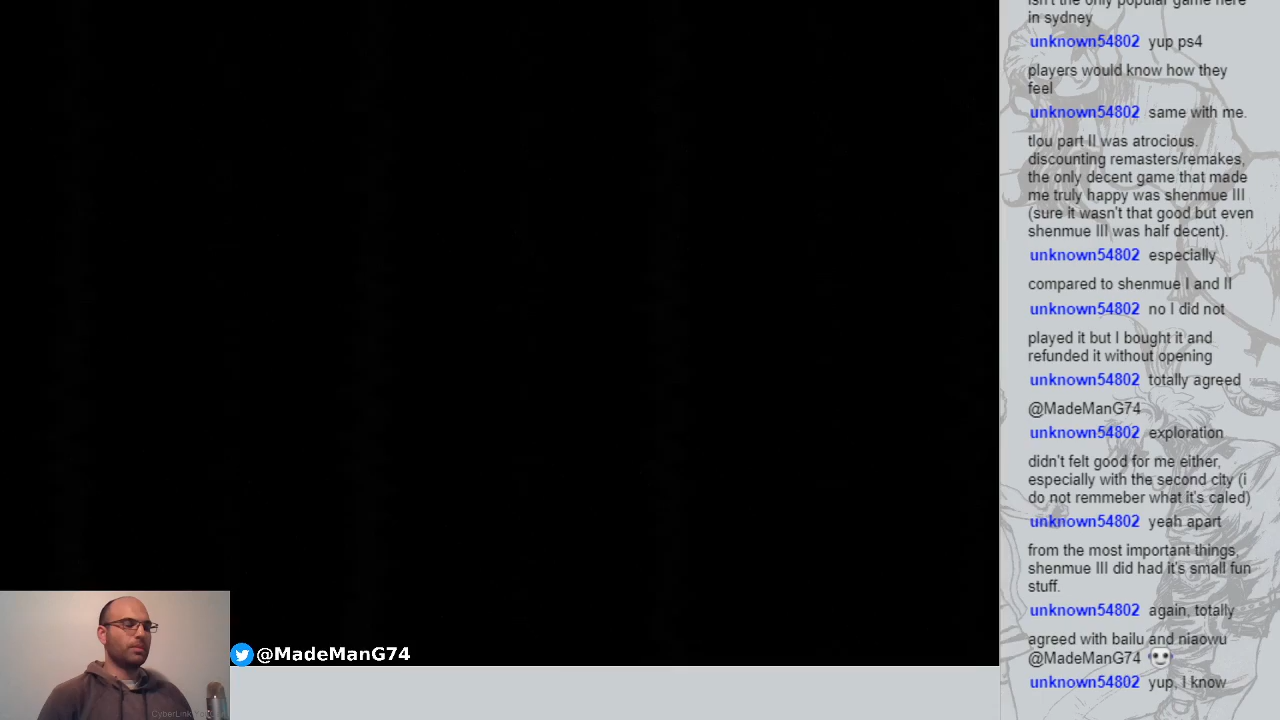 isn't the only popular game here
in sydney
unknown54802 yup ps4
players would know how they
feel
unknown54802 same with me.
tlou part II was atrocious.
discounting remasters/remakes,
the only decent game that made
me truly happy was shenmue III
(sure it wasn't that good but even
shenmue III was half decent).
unknown54802 especially
compared to shenmue I and II
unknown54802 no I did not
played it but I bought it and
refunded it without opening
unknown54802 totally agreed
@MadeManG74
unknown54802 exploration
didn't felt good for me either,
especially with the second city (i
do not remmeber what it's caled)
unknown54802 yeah apart
from the most important things,
shenmue III did had it's small fun
stuff.
unknown54802 again, totally
agreed with bailu and niaowu
@MadeManG74
unknown54802 yup, I know
@MadeManG74
CyberLink